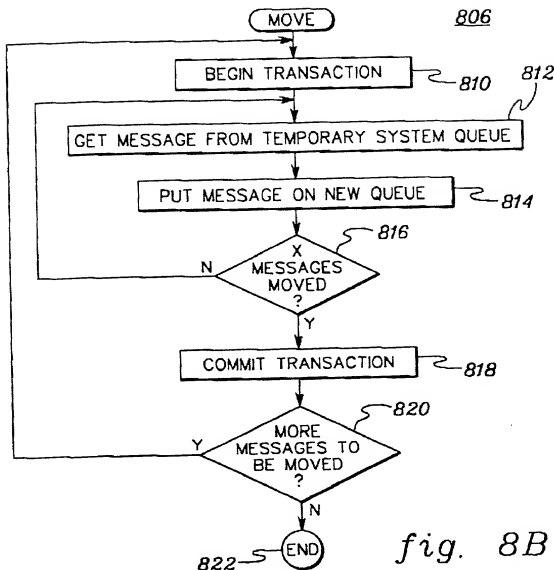 MOVE
806
BEGIN TRANSACTION
810
812
GET MESSAGE FROM TEMPORARY SYSTEM QUEUE
PUT MESSAGE ON NEW QUEUE
814
816
X
MESSAGES
MOVED
?
N
Y
COMMIT TRANSACTION
818
820
MORE
MESSAGES TO
BE MOVED
?
Y
N
END
822
fig. 8B